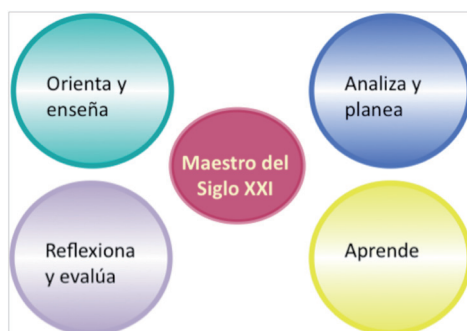 Orienta y
enseña
Analiza y
planea
Maestro del
Siglo XXI
Reflexiona
y evalúa
Aprende